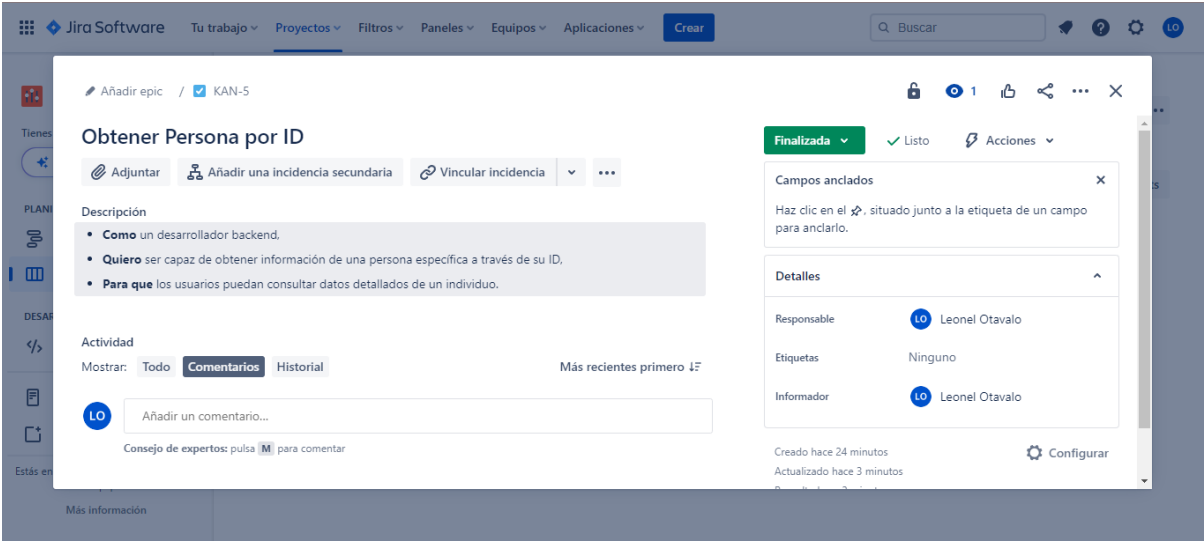 Jira Software Tu trabajo Proyectos Filtros Paneles Equipos Aplicaciones Crear Buscar LO
Añadir epic / KAN-5 1
Obtener Persona por ID
Adjuntar Añadir una incidencia secundaria Vincular incidencia
Descripción
Como un desarrollador backend,
Quiero ser capaz de obtener información de una persona específica a través de su ID,
Para que los usuarios puedan consultar datos detallados de un individuo.
Actividad
Mostrar: Todo Comentarios Historial Más recientes primero
LO Añadir un comentario...
Consejo de expertos: pulsa M para comentar
Finalizada Listo Acciones
Campos anclados
Haz clic en el , situado junto a la etiqueta de un campo
para anclarlo.
Detalles
Responsable LO Leonel Otavalo
Etiquetas Ninguno
Informador LO Leonel Otavalo
Creado hace 24 minutos Configurar
Actualizado hace 3 minutos
Tienes
PLANI
DESAR
Estás en
Más información